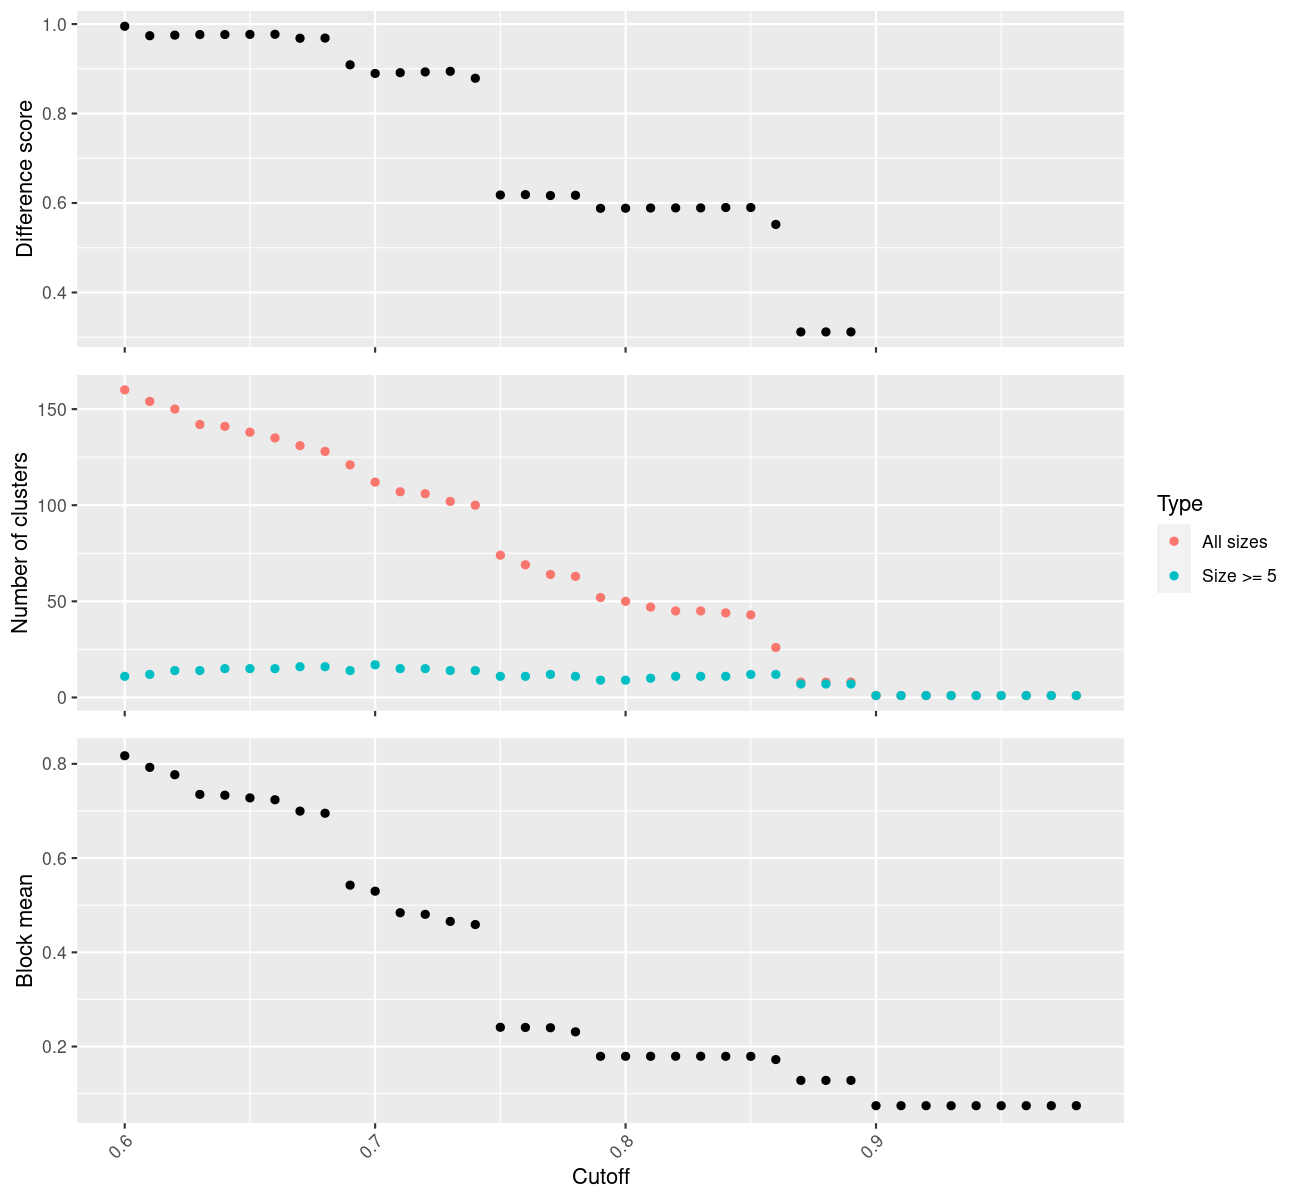 Difference score
1.0
0.8
0.6
0.4
Number of clusters
150
100
50
0
Type
All sizes
Size >= 5
Block mean
0.8
0.6
0.4
0.2
0.6
0.7
0.8
0.9
Cutoff